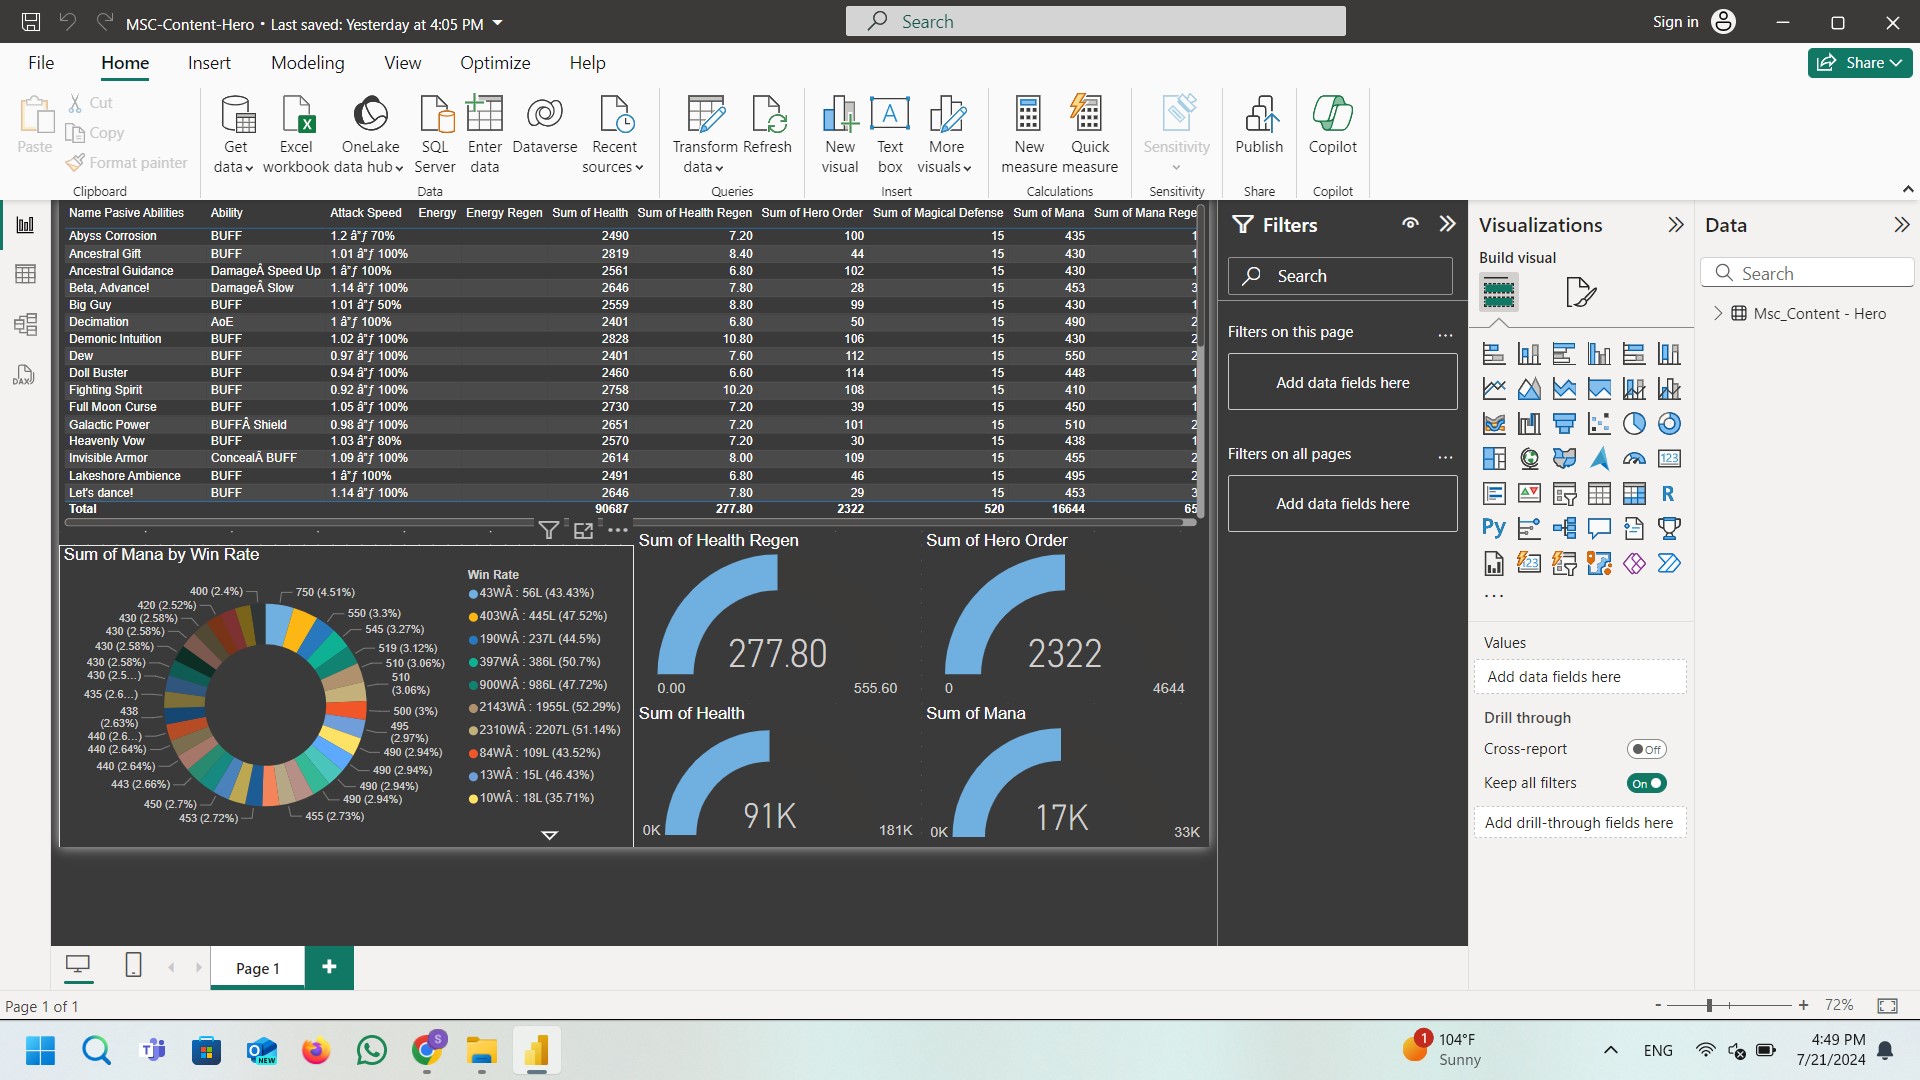 MSC-Content-Hero • Last saved: Yesterday at 4:05 PM
Search
Sign in
File Home Insert Modeling View Optimize Help
Share
Paste
Cut
Copy
Format painter
Clipboard
Get data
Excel workbook
OneLake data hub
SQL Server
Enter data
Dataverse
Recent sources
Data
Transform data
Refresh
Queries
New visual
Text box
More visuals
Insert
New measure
Quick measure
Calculations
Sensitivity
Sensitivity
Publish
Share
Copilot
Copilot
Name Pasive Abilities Ability Attack Speed Energy Energy Regen Sum of Health Sum of Health Regen Sum of Hero Order Sum of Magical Defense Sum of Mana Sum of Mana Rege
Abyss Corrosion BUFF 1.2 â"ƒ 70% 2490 7.20 100 15 435 1
Ancestral Gift BUFF 1.01 â"ƒ 100% 2819 8.40 44 15 430 1
Ancestral Guidance DamageÂ Speed Up 1 â"ƒ 100% 2561 6.80 102 15 430 1
Beta, Advance! DamageÂ Slow 1.14 â"ƒ 100% 2646 7.80 28 15 453 3
Big Guy BUFF 1.01 â"ƒ 50% 2559 8.80 99 15 430 1
Decimation AoE 1 â"ƒ 100% 2401 6.80 50 15 490 2
Demonic Intuition BUFF 1.02 â"ƒ 100% 2828 10.80 106 15 430 2
Dew BUFF 0.97 â"ƒ 100% 2401 7.60 112 15 550 2
Doll Buster BUFF 0.94 â"ƒ 100% 2460 6.60 114 15 448 1
Fighting Spirit BUFF 0.92 â"ƒ 100% 2758 10.20 108 15 410 1
Full Moon Curse BUFF 1.05 â"ƒ 100% 2730 7.20 39 15 450 1
Galactic Power BUFFÂ Shield 0.98 â"ƒ 100% 2651 7.20 101 15 510 2
Heavenly Vow BUFF 1.03 â"ƒ 80% 2570 7.20 30 15 438 1
Invisible Armor ConcealÂ BUFF 1.09 â"ƒ 100% 2614 8.00 109 15 455 2
Lakeshore Ambience BUFF 1 â"ƒ 100% 2491 6.80 46 15 495 2
Let's dance! BUFF 1.14 â"ƒ 100% 2646 7.80 29 15 453 3
Total 90687 277.80 2322 520 16644 65
Sum of Mana by Win Rate
750 (4.51%)
550 (3.3%)
545 (3.27%)
519 (3.12%)
510 (3.06%)
510
(3.06%)
500 (3%)
495
(2.97%)
490 (2.94%)
490 (2.94%)
490 (2.94%)
490 (2.94%)
455 (2.73%)
453 (2.72%)
450 (2.7%)
443 (2.66%)
440 (2.64%)
440 (2.64%)
440 (2.6...)
438
(2.63%)
435 (2.6...)
430 (2.5...)
430 (2.58%)
430 (2.58%)
430 (2.58%)
430 (2.58%)
420 (2.52%)
400 (2.4%)
Win Rate
43WÂ : 56L (43.43%)
403WÂ : 445L (47.52%)
190WÂ : 237L (44.5%)
397WÂ : 386L (50.7%)
900WÂ : 986L (47.72%)
2143WÂ : 1955L (52.29%)
2310WÂ : 2207L (51.14%)
84WÂ : 109L (43.52%)
13WÂ : 15L (46.43%)
10WÂ : 18L (35.71%)
Sum of Health Regen
277.80
0.00 555.60
Sum of Hero Order
2322
0 4644
Sum of Health
91K
0K 181K
Sum of Mana
17K
0K 33K
Filters
Search
Filters on this page ...
Add data fields here
Filters on all pages ...
Add data fields here
Visualizations
Build visual
123
R
Py
123
...
Values
Add data fields here
Drill through
Cross-report Off
Keep all filters On
Add drill-through fields here
Data
Search
Msc_Content - Hero
DAX
Page 1
+
Page 1 of 1
- + 72%
NEW
S
1
104°F
Sunny
ENG
4:49 PM
7/21/2024